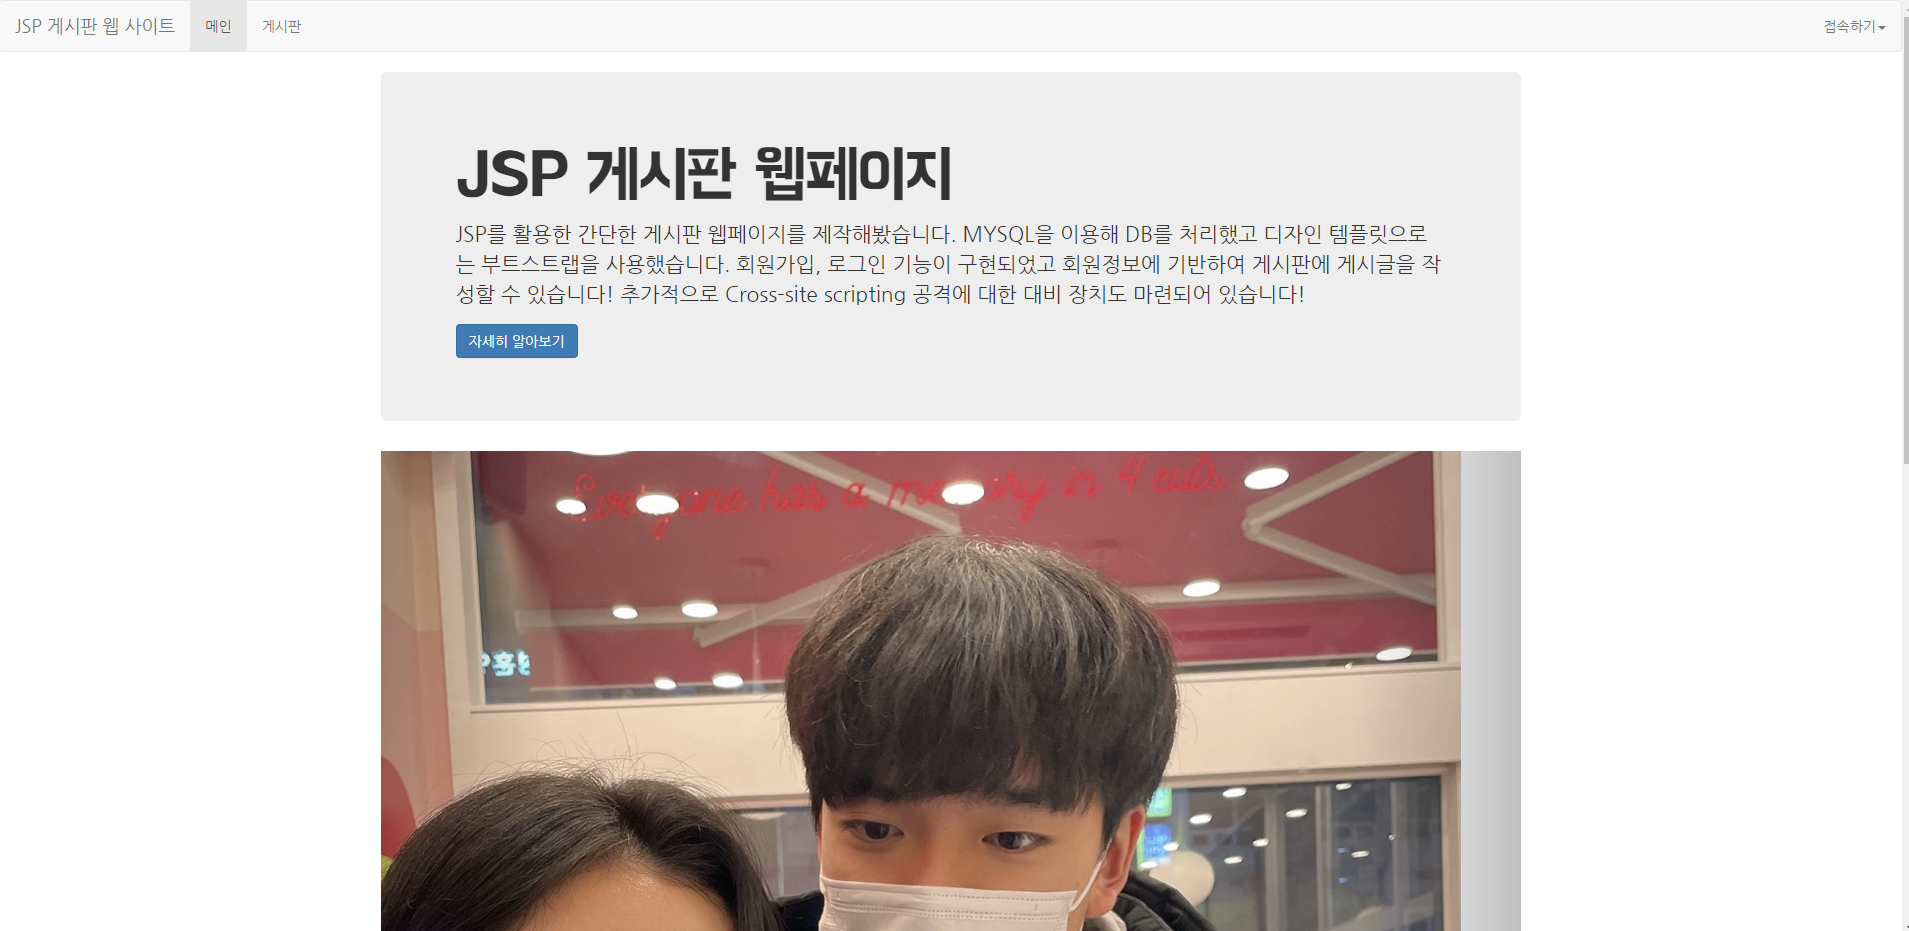 JSP 게시판 웹 사이트 메인 게시판 접속하기
JSP 게시판 웹페이지
JSP를 활용한 간단한 게시판 웹페이지를 제작해봤습니다. MYSQL을 이용해 DB를 처리했고 디자인 템플릿으로
는 부트스트랩을 사용했습니다. 회원가입, 로그인 기능이 구현되었고 회원정보에 기반하여 게시판에 게시글을 작
성할 수 있습니다! 추가적으로 Cross-site scripting 공격에 대한 대비 장치도 마련되어 있습니다!
자세히 알아보기
Everyone has a memory in 4 cuts.